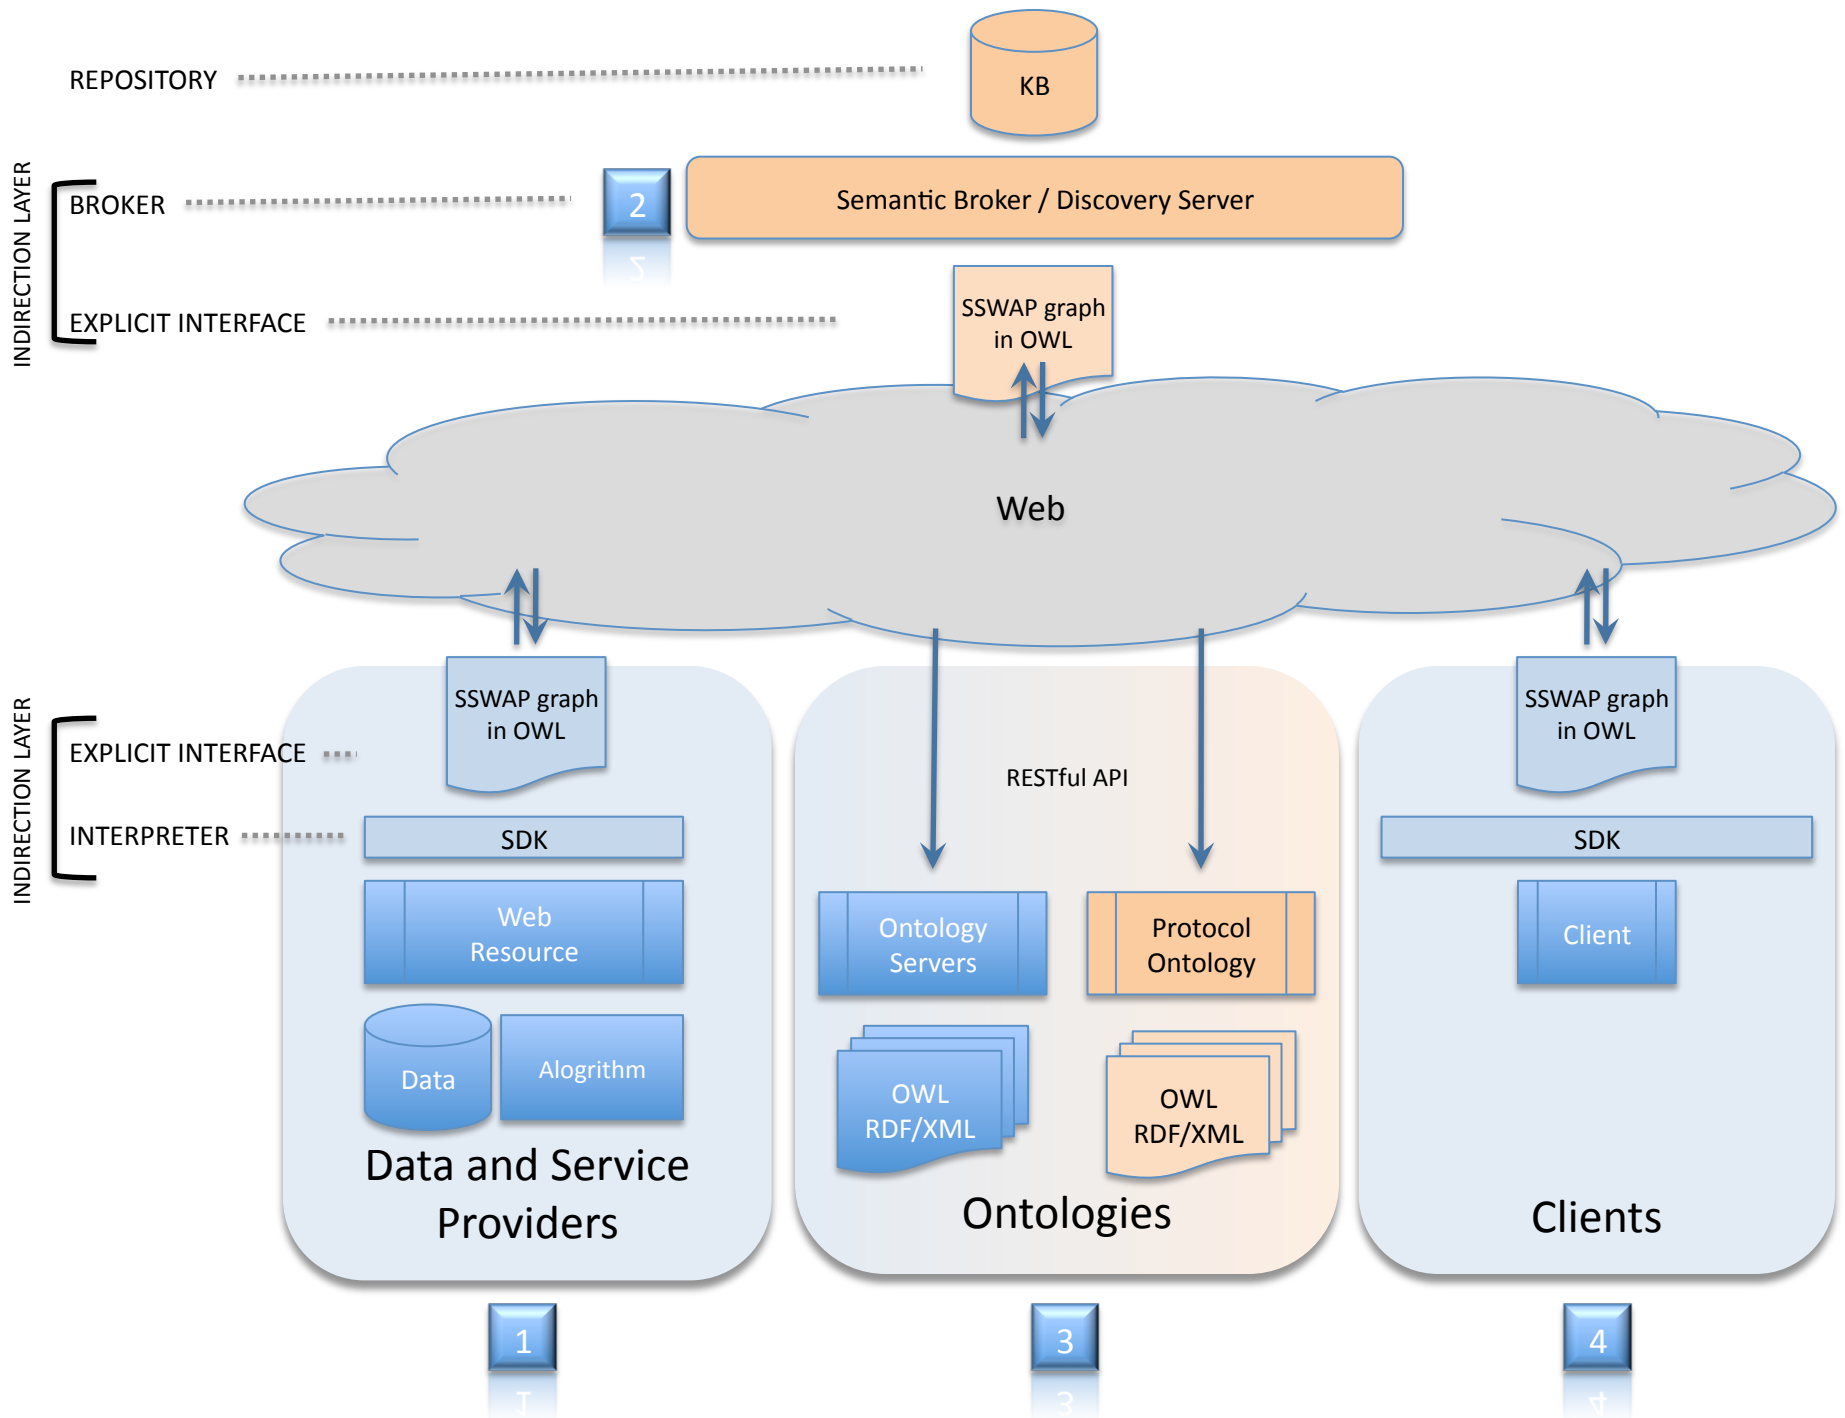 REPOSITORY
KB
INDIRECTION LAYER
BROKER
2
Semantic Broker / Discovery Server
EXPLICIT INTERFACE
SSWAP graph
in OWL
Web
INDIRECTION LAYER
EXPLICIT INTERFACE
INTERPRETER
SSWAP graph
in OWL
SDK
Web
Resource
Data
Alogrithm
Data and Service
Providers
1
RESTful API
Ontology
Servers
Protocol
Ontology
OWL
RDF/XML
OWL
RDF/XML
Ontologies
3
SSWAP graph
in OWL
SDK
Client
Clients
4